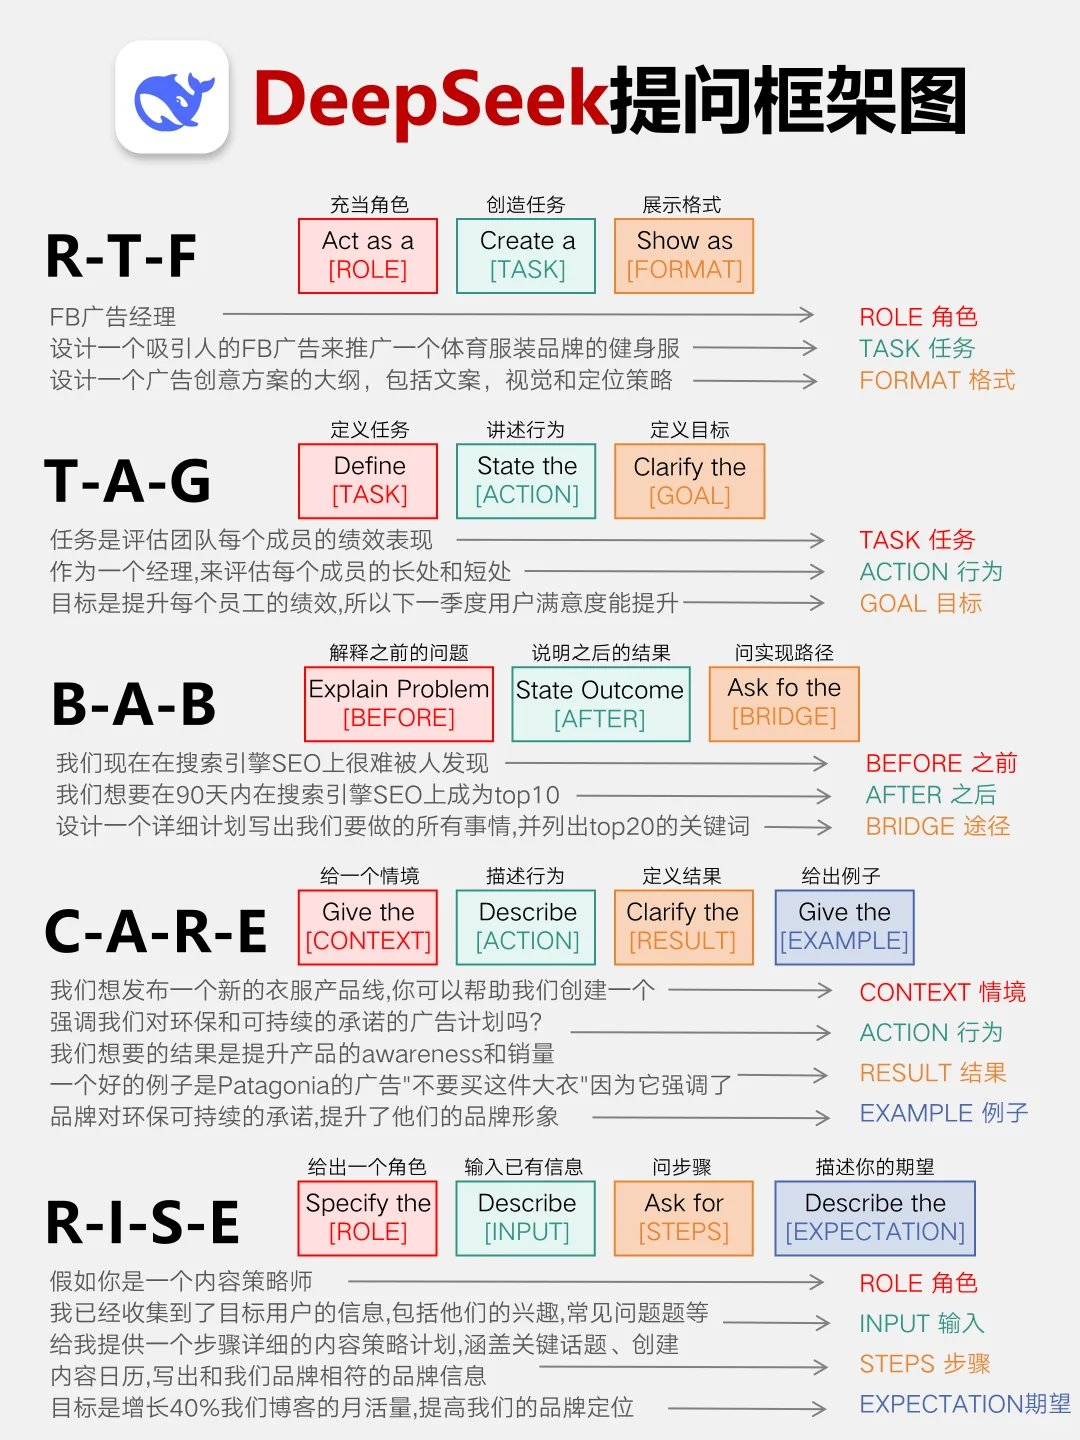 DeepSeek提问框架图
充当角色 创造任务 展示格式
R-T-F
Act as a [ROLE]
Create a [TASK]
Show as [FORMAT]
FB广告经理 ROLE 角色
设计一个吸引人的FB广告来推广一个体育服装品牌的健身服 TASK 任务
设计一个广告创意方案的大纲，包括文案，视觉和定位策略 FORMAT 格式
定义任务 讲述行为 定义目标
T-A-G
Define [TASK]
State the [ACTION]
Clarify the [GOAL]
任务是评估团队每个成员的绩效表现 TASK 任务
作为一个经理,来评估每个成员的长处和短处 ACTION 行为
目标是提升每个员工的绩效,所以下一季度用户满意度能提升 GOAL 目标
解释之前的问题 说明之后的结果 问实现路径
B-A-B
Explain Problem [BEFORE]
State Outcome [AFTER]
Ask fo the [BRIDGE]
我们现在在搜索引擎SEO上很难被人发现 BEFORE 之前
我们想要在90天内在搜索引擎SEO上成为top10 AFTER 之后
设计一个详细计划写出我们要做的所有事情,并列出top20的关键词 BRIDGE 途径
给一个情境 描述行为 定义结果 给出例子
C-A-R-E
Give the [CONTEXT]
Describe [ACTION]
Clarify the [RESULT]
Give the [EXAMPLE]
我们想发布一个新的衣服产品线,你可以帮助我们创建一个 CONTEXT 情境
强调我们对环保和可持续的承诺的广告计划吗? ACTION 行为
我们想要的结果是提升产品的awareness和销量
一个好的例子是Patagonia的广告"不要买这件大衣"因为它强调了 RESULT 结果
品牌对环保可持续的承诺,提升了他们的品牌形象 EXAMPLE 例子
给出一个角色 输入已有信息 问步骤 描述你的期望
R-I-S-E
Specify the [ROLE]
Describe [INPUT]
Ask for [STEPS]
Describe the [EXPECTATION]
假如你是一个内容策略师 ROLE 角色
我已经收集到了目标用户的信息,包括他们的兴趣,常见问题题等 INPUT 输入
给我提供一个步骤详细的内容策略计划,涵盖关键话题、创建
内容日历,写出和我们品牌相符的品牌信息 STEPS 步骤
目标是增长40%我们博客的月活量,提高我们的品牌定位 EXPECTATION期望